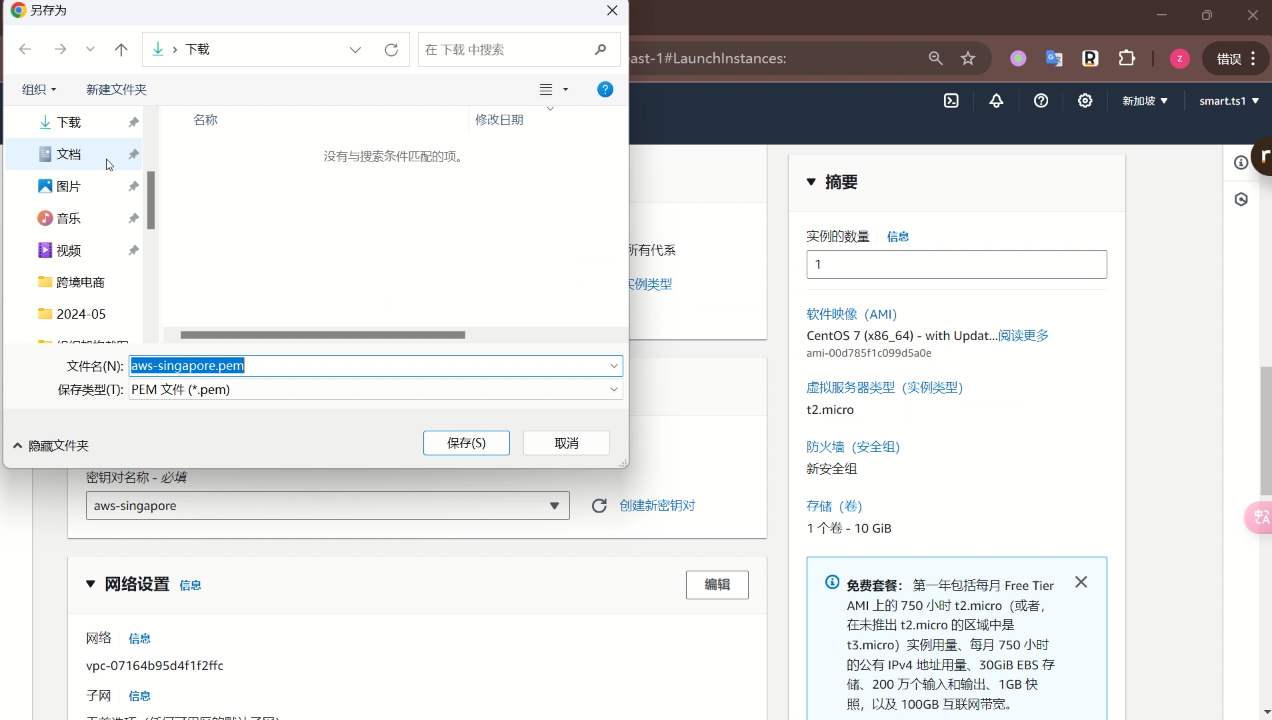 另存为
下载
在 下载 中搜索
组织
新建文件夹
下载
文档
图片
音乐
视频
跨境电商
2024-05
名称
修改日期
没有与搜索条件匹配的项。
文件名(N):
aws-singapore.pem
保存类型(T):
PEM 文件 (*.pem)
隐藏文件夹
保存(S)
取消
ast-1#LaunchInstances:
z
错误
新加坡
smart.ts1
所有代系
实例类型
密钥对名称 - 必填
aws-singapore
创建新密钥对
网络设置
信息
编辑
网络
信息
vpc-07164b95d4f1f2ffc
子网
信息
摘要
实例的数量
信息
1
软件映像（AMI）
CentOS 7 (x86_64) - with Updat...阅读更多
ami-00d785f1c099d5a0e
虚拟服务器类型（实例类型）
t2.micro
防火墙（安全组）
新安全组
存储（卷）
1 个卷 - 10 GiB
免费套餐：第一年包括每月 Free Tier
AMI 上的 750 小时 t2.micro（或者，
在未推出 t2.micro 的区域中是
t3.micro）实例用量、每月 750 小时
的公有 IPv4 地址用量、30GiB EBS 存
储、200 万个输入和输出、1GB 快
照，以及 100GB 互联网带宽。